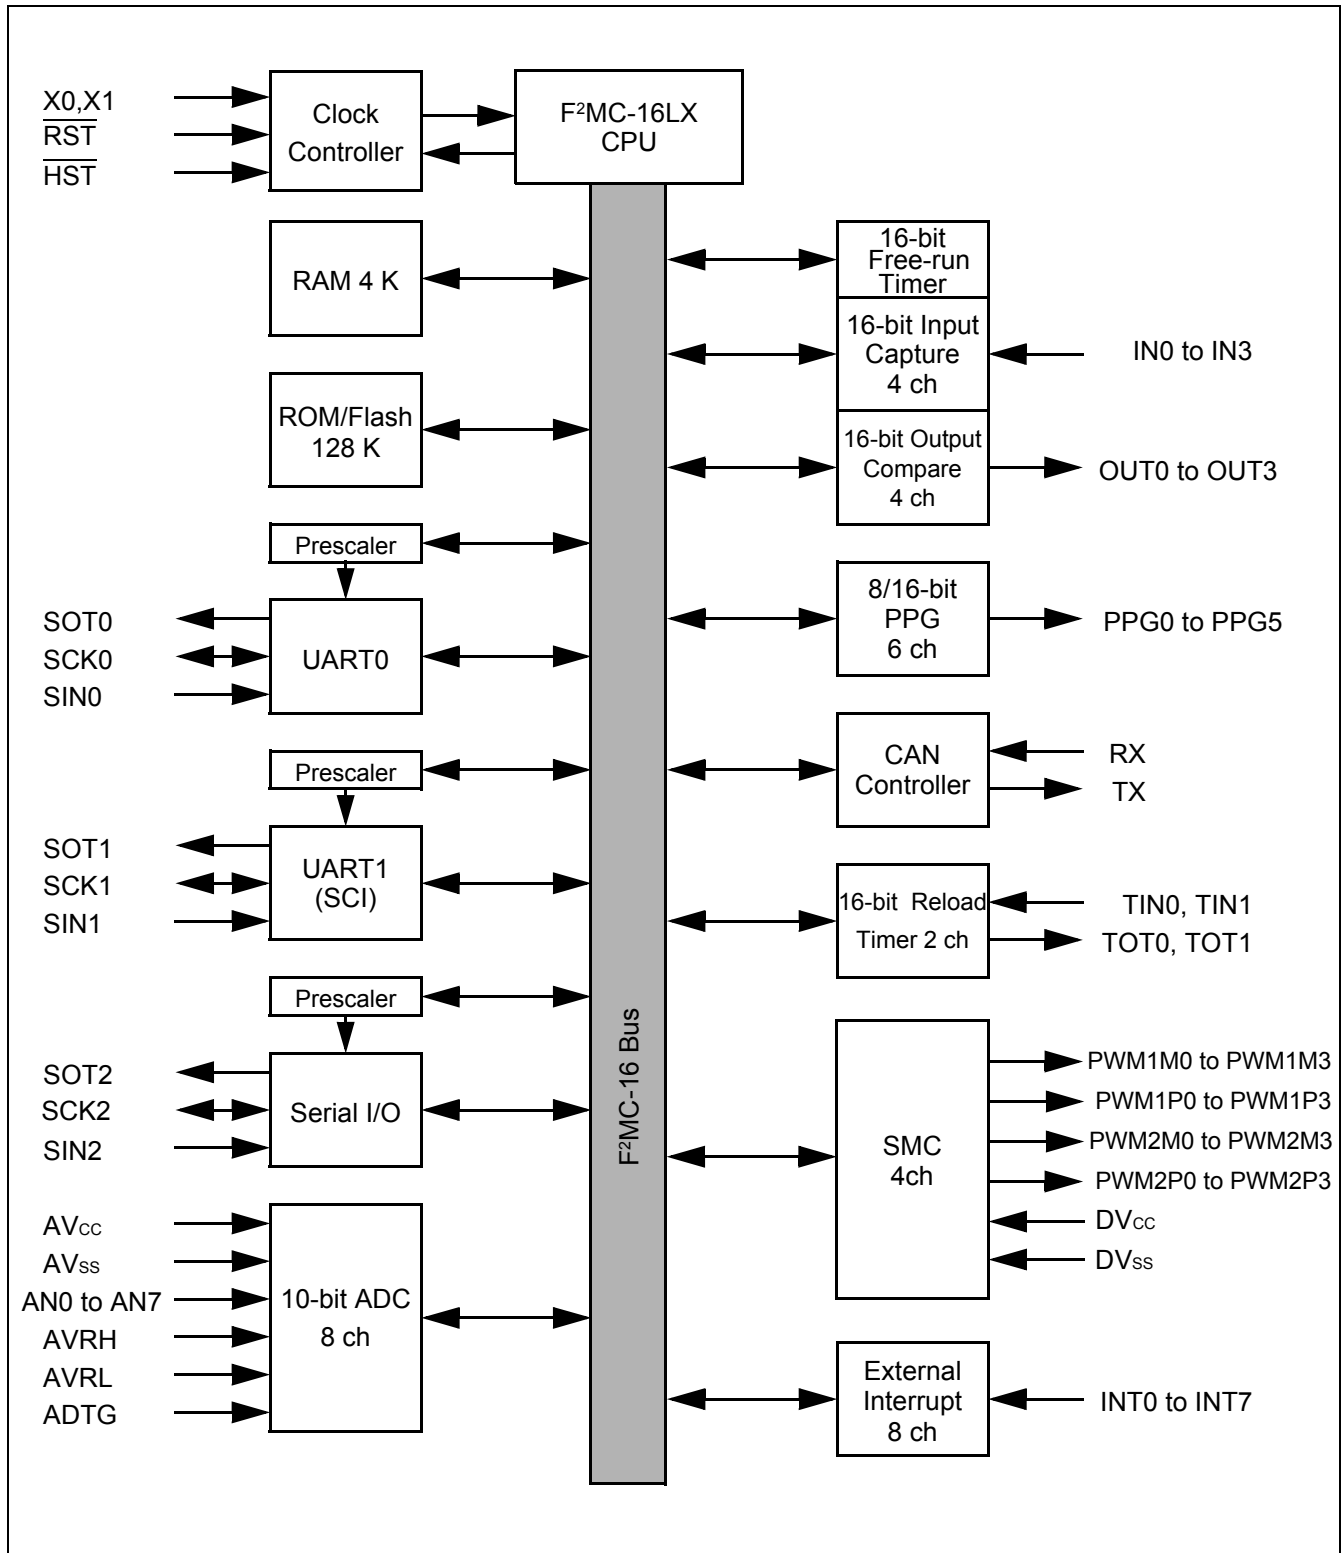 X0,X1
RST
HST
Clock
Controller
F²MC-16LX
CPU
RAM 4 K
ROM/Flash
128 K
Prescaler
SOT0
SCK0
SIN0
UART0
Prescaler
SOT1
SCK1
SIN1
UART1
(SCI)
Prescaler
SOT2
SCK2
SIN2
Serial I/O
AVcc
AVss
AN0 to AN7
AVRH
AVRL
ADTG
10-bit ADC
8 ch
F²MC-16 Bus
16-bit
Free-run
Timer
16-bit Input
Capture
4 ch
IN0 to IN3
16-bit Output
Compare
4 ch
OUT0 to OUT3
8/16-bit
PPG
6 ch
PPG0 to PPG5
CAN
Controller
RX
TX
16-bit Reload
Timer 2 ch
TIN0, TIN1
TOT0, TOT1
SMC
4ch
PWM1M0 to PWM1M3
PWM1P0 to PWM1P3
PWM2M0 to PWM2M3
PWM2P0 to PWM2P3
DVcc
DVss
External
Interrupt
8 ch
INT0 to INT7